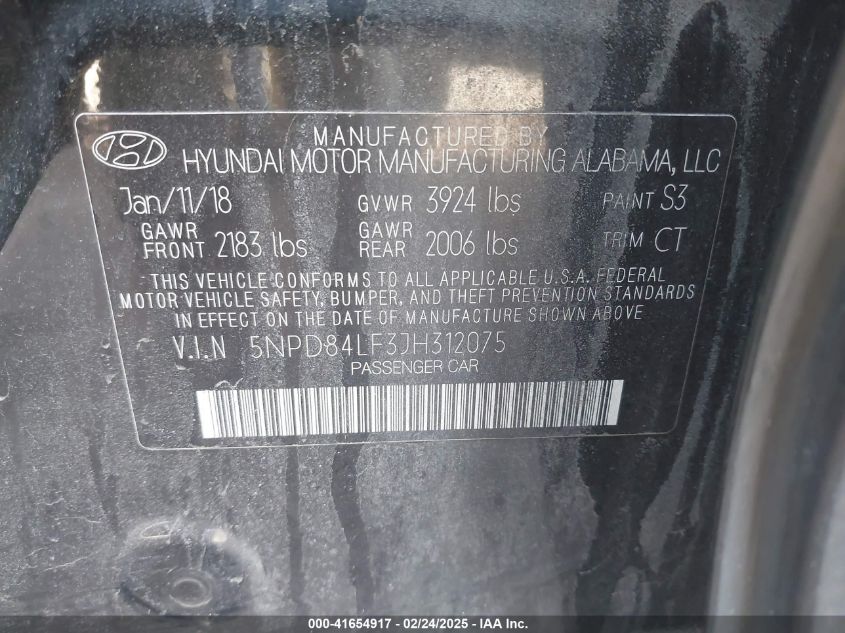 MANUFACTURED BY
HYUNDAI MOTOR MANUFACTURING ALABAMA, LLC
Jan/11/18 GVWR 3924 lbs PAINT S3
GAWR FRONT 2183 lbs GAWR REAR 2006 lbs TRIM CT
THIS VEHICLE CONFORMS TO ALL APPLICABLE U.S.A. FEDERAL
MOTOR VEHICLE SAFETY, BUMPER, AND THEFT PREVENTION STANDARDS
IN EFFECT ON THE DATE OF MANUFACTURE SHOWN ABOVE.
V.I.N 5NPD84LF3JH312075
PASSENGER CAR
000-41654917 - 02/24/2025 - IAA Inc.